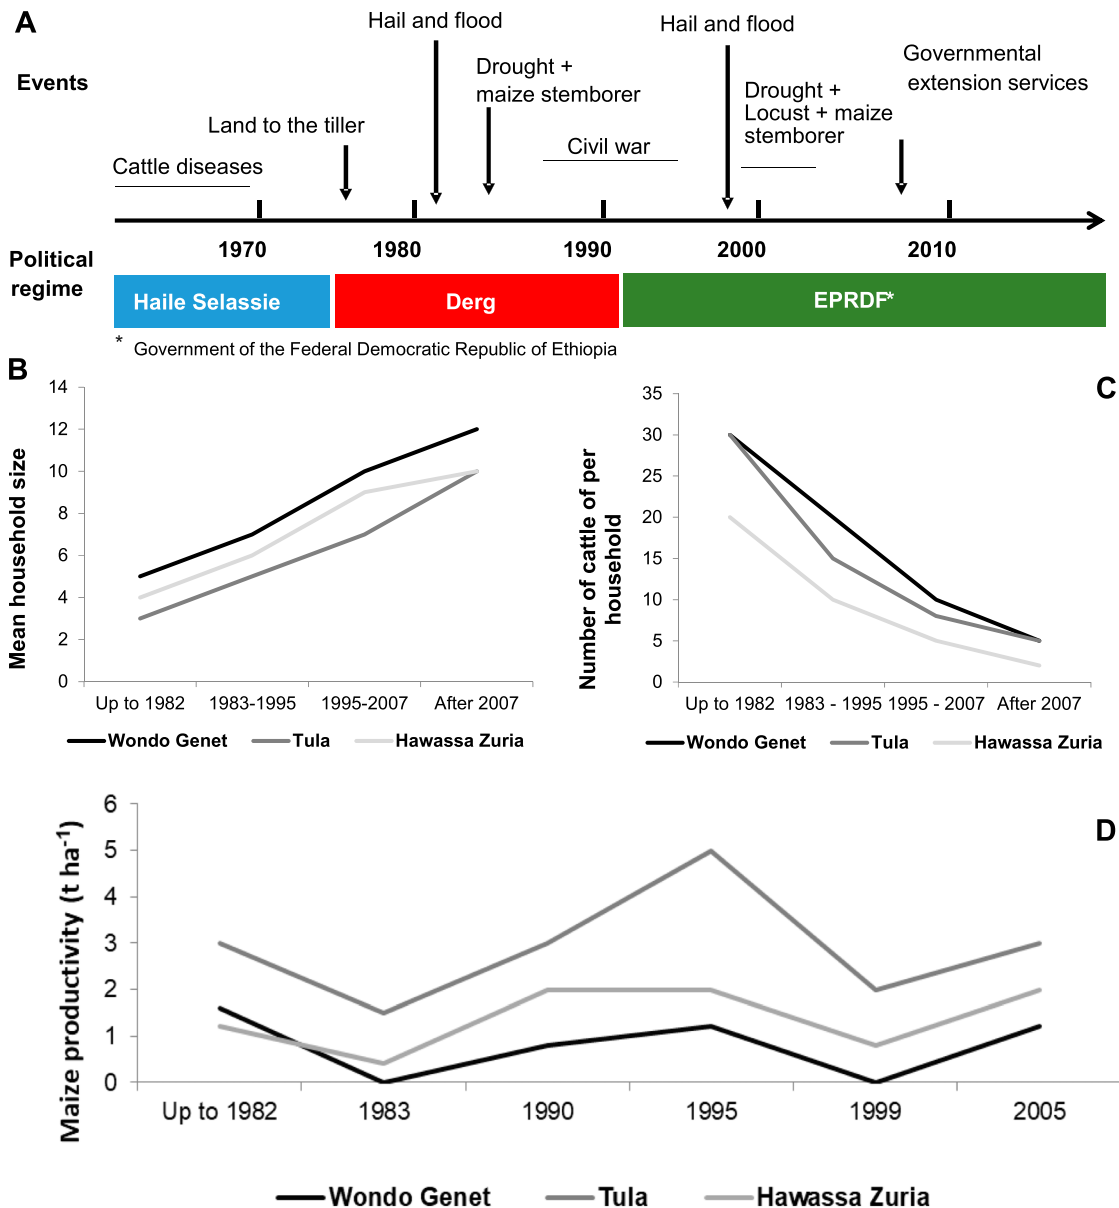 A
Hail and flood
Hail and flood
Events
Drought +
maize stemborer
Governmental
extension services
Drought +
Locust + maize
stemborer
Land to the tiller
Civil war
Cattle diseases
1970
1980
1990
2000
2010
Political
regime
Haile Selassie
Derg
EPRDF*
* Government of the Federal Democratic Republic of Ethiopia
B
Mean household size
14
12
10
8
6
4
2
0
Up to 1982
1983-1995
1995-2007
After 2007
Wondo Genet
Tula
Hawassa Zuria
C
Number of cattle of per
household
35
30
25
20
15
10
5
0
Up to 1982
1983 - 1995
1995 - 2007
After 2007
Wondo Genet
Tula
Hawassa Zuria
D
Maize productivity (t ha⁻¹)
6
5
4
3
2
1
0
Up to 1982
1983
1990
1995
1999
2005
Wondo Genet
Tula
Hawassa Zuria